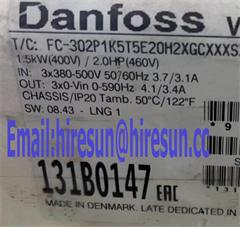 Danfoss V
T/C: FC-302P1K5T5E20H2XGCXXXS
1.5kW(400V) / 2.0HP(460V)
IN: 3x380-500V 50/60Hz 3.7/3.1A
OUT: 3x0-Vin 0-590Hz 4.1/3.4A
CHASSIS/IP20 Tamb. 50°C/122°F
SW: 08.43 - LNG 1
* 9
Email:hiresun@hiresun.cc
131B0147 EAC
MADE IN DENMARK. LATE DEDICATED IN